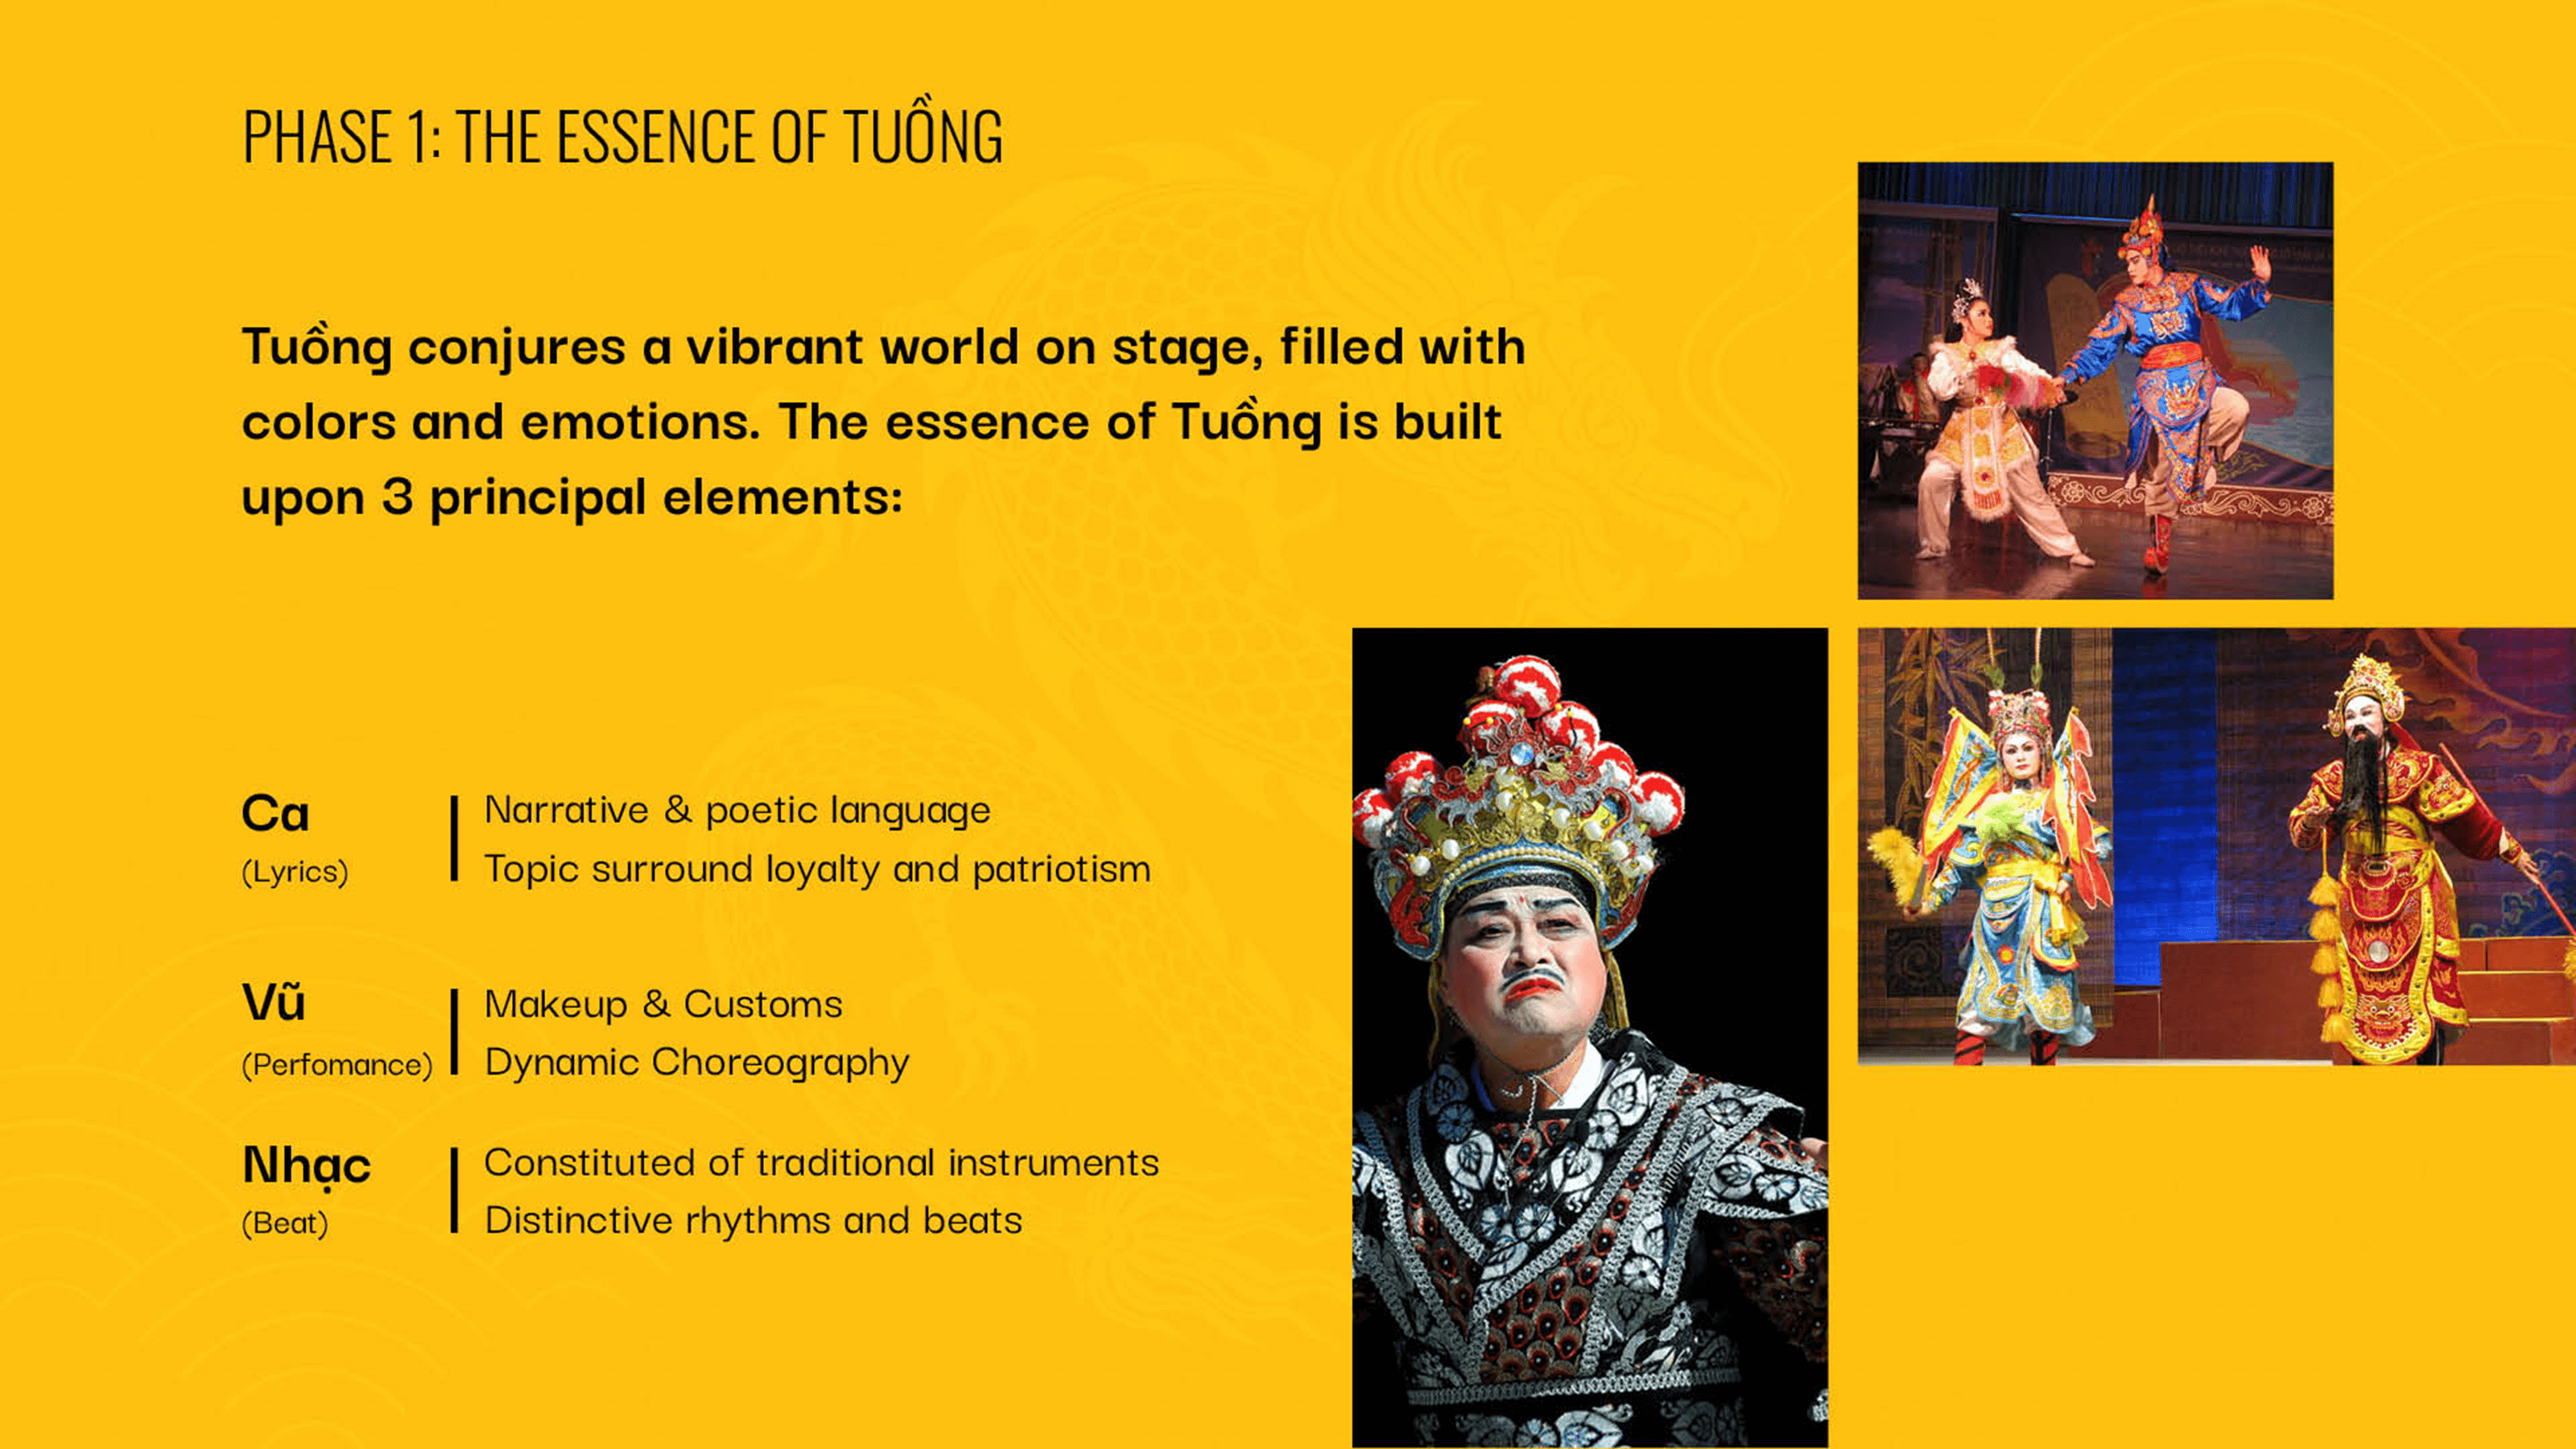 PHASE 1: THE ESSENCE OF TUỒNG
Tuồng conjures a vibrant world on stage, filled with
colors and emotions. The essence of Tuồng is built
upon 3 principal elements:
Ca
(Lyrics)
Narrative & poetic language
Topic surround loyalty and patriotism
Vũ
(Perfomance)
Makeup & Customs
Dynamic Choreography
Nhạc
(Beat)
Constituted of traditional instruments
Distinctive rhythms and beats